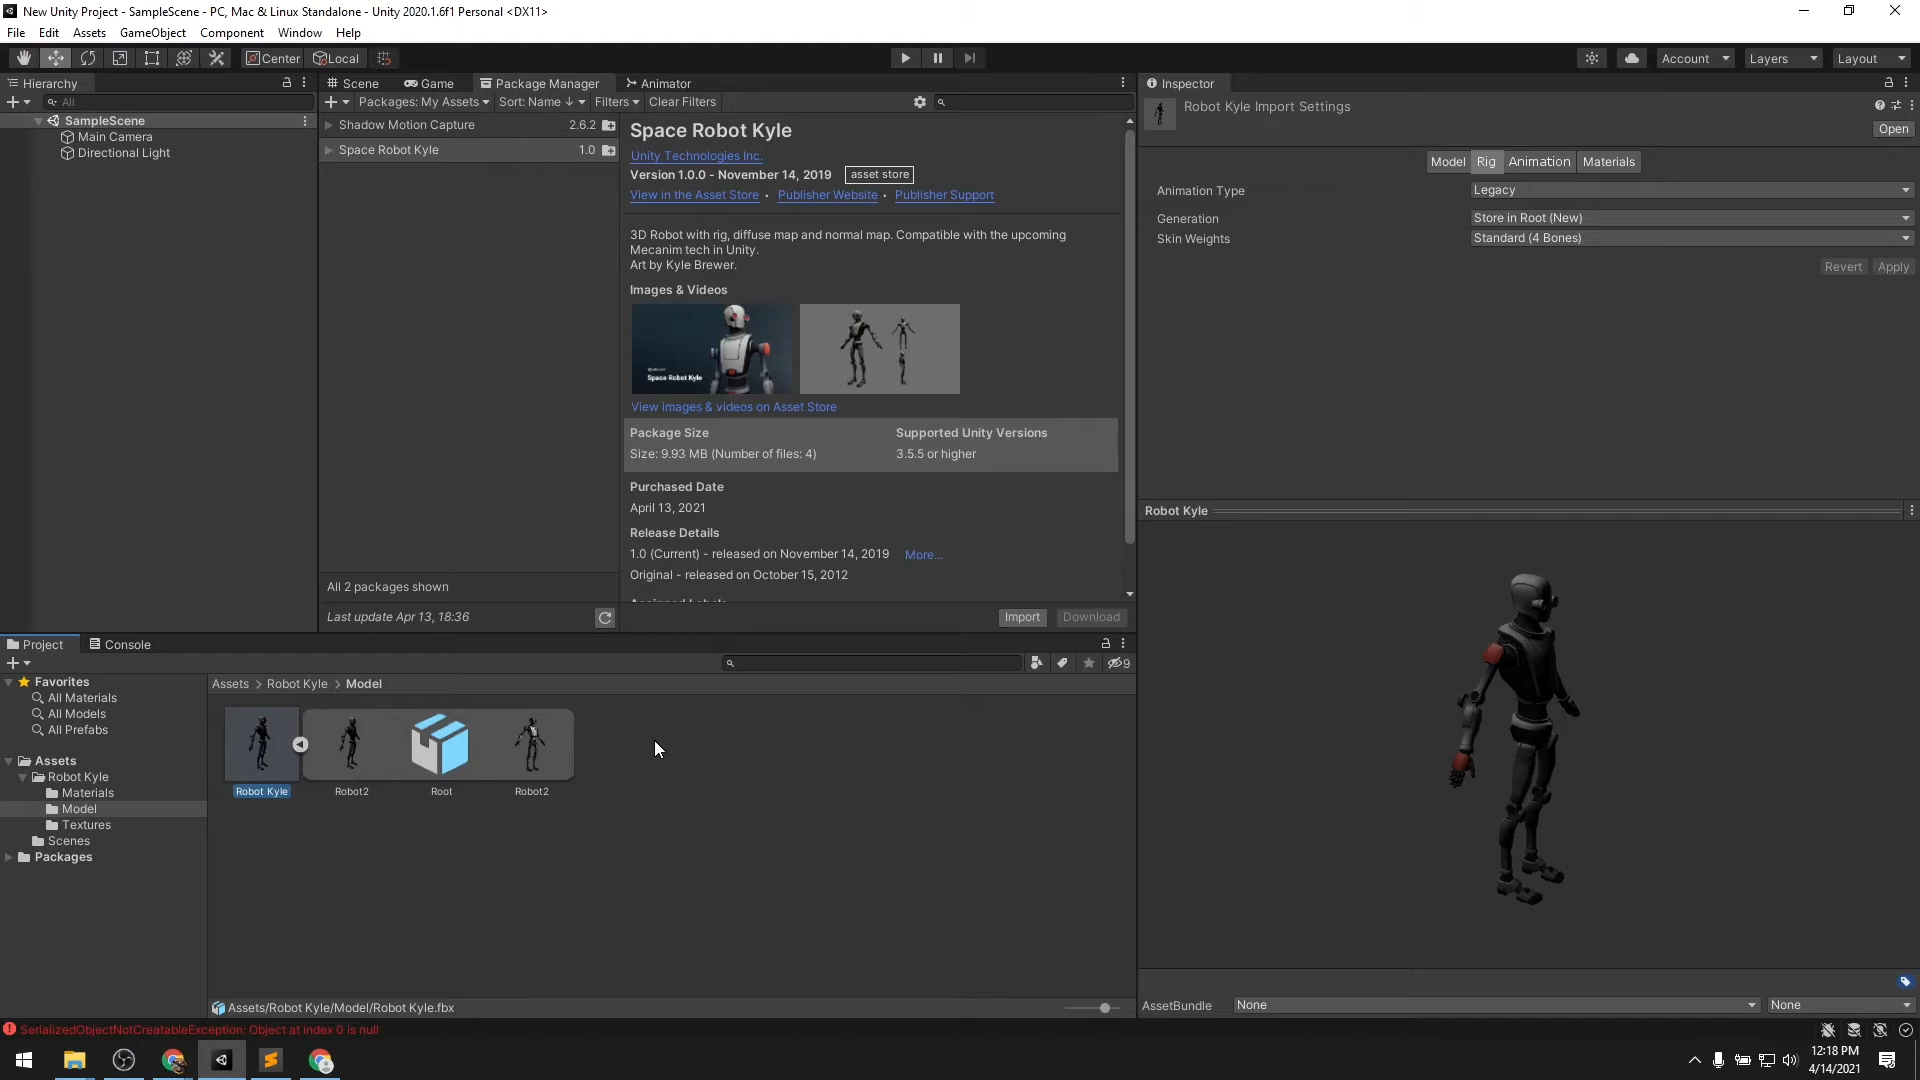 New Unity Project - SampleScene - PC, Mac & Linux Standalone - Unity 2020.1.6f1 Personal <DX11>
File Edit Assets GameObject Component Window Help
Center Local
Account Layers Layout
Hierarchy
All
SampleScene
Main Camera
Directional Light
Scene Game Package Manager Animator
Packages: My Assets Sort: Name ↓ Filters Clear Filters
Shadow Motion Capture 2.6.2
Space Robot Kyle 1.0
All 2 packages shown
Last update Apr 13, 18:36
Space Robot Kyle
Unity Technologies Inc.
Version 1.0.0 - November 14, 2019 asset store
View in the Asset Store • Publisher Website • Publisher Support
3D Robot with rig, diffuse map and normal map. Compatible with the upcoming
Mecanim tech in Unity.
Art by Kyle Brewer.
Images & Videos
Space Robot Kyle
View images & videos on Asset Store
Package Size Supported Unity Versions
Size: 9.93 MB (Number of files: 4) 3.5.5 or higher
Purchased Date
April 13, 2021
Release Details
1.0 (Current) - released on November 14, 2019 More...
Original - released on October 15, 2012
Import Download
Inspector
Robot Kyle Import Settings
Open
Model Rig Animation Materials
Animation Type Legacy
Generation Store in Root (New)
Skin Weights Standard (4 Bones)
Revert Apply
Robot Kyle
AssetBundle None None
Project Console
9
Favorites
All Materials
All Models
All Prefabs
Assets
Robot Kyle
Materials
Model
Textures
Scenes
Packages
Assets > Robot Kyle > Model
Robot Kyle Robot2 Root Robot2
Assets/Robot Kyle/Model/Robot Kyle.fbx
SerializedObjectNotCreatableException: Object at index 0 is null
12:18 PM
4/14/2021